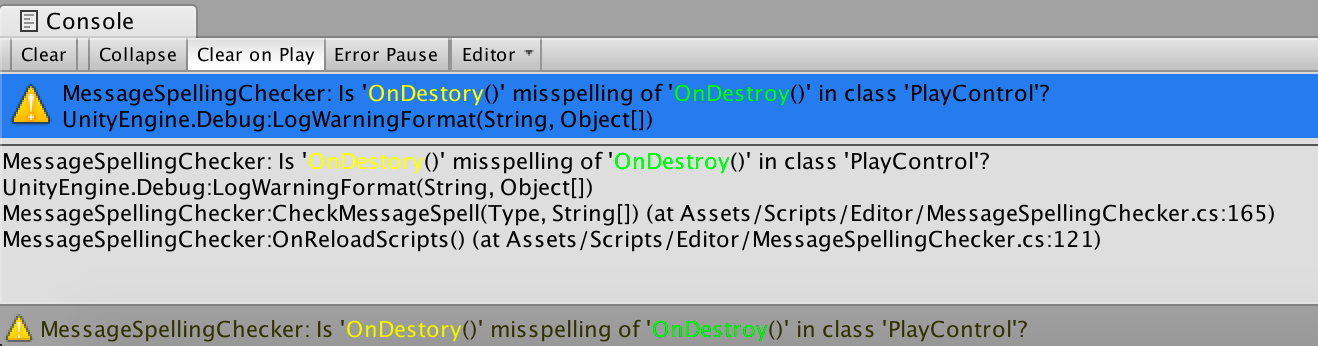 Console
Clear Collapse Clear on Play Error Pause Editor
MessageSpellingChecker: Is 'OnDestory()' misspelling of 'OnDestroy()' in class 'PlayControl'?
UnityEngine.Debug:LogWarningFormat(String, Object[])
MessageSpellingChecker: Is 'OnDestory()' misspelling of 'OnDestroy()' in class 'PlayControl'?
UnityEngine.Debug:LogWarningFormat(String, Object[])
MessageSpellingChecker:CheckMessageSpell(Type, String[]) (at Assets/Scripts/Editor/MessageSpellingChecker.cs:165)
MessageSpellingChecker:OnReloadScripts() (at Assets/Scripts/Editor/MessageSpellingChecker.cs:121)
MessageSpellingChecker: Is 'OnDestory()' misspelling of 'OnDestroy()' in class 'PlayControl'?